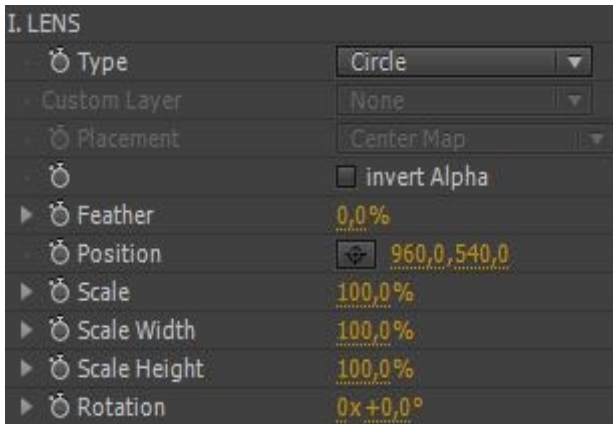 I. LENS
Type Circle
Custom Layer None
Placement Center Map
invert Alpha
Feather 0,0%
Position 960,0,540,0
Scale 100,0%
Scale Width 100,0%
Scale Height 100,0%
Rotation 0x+0,0°